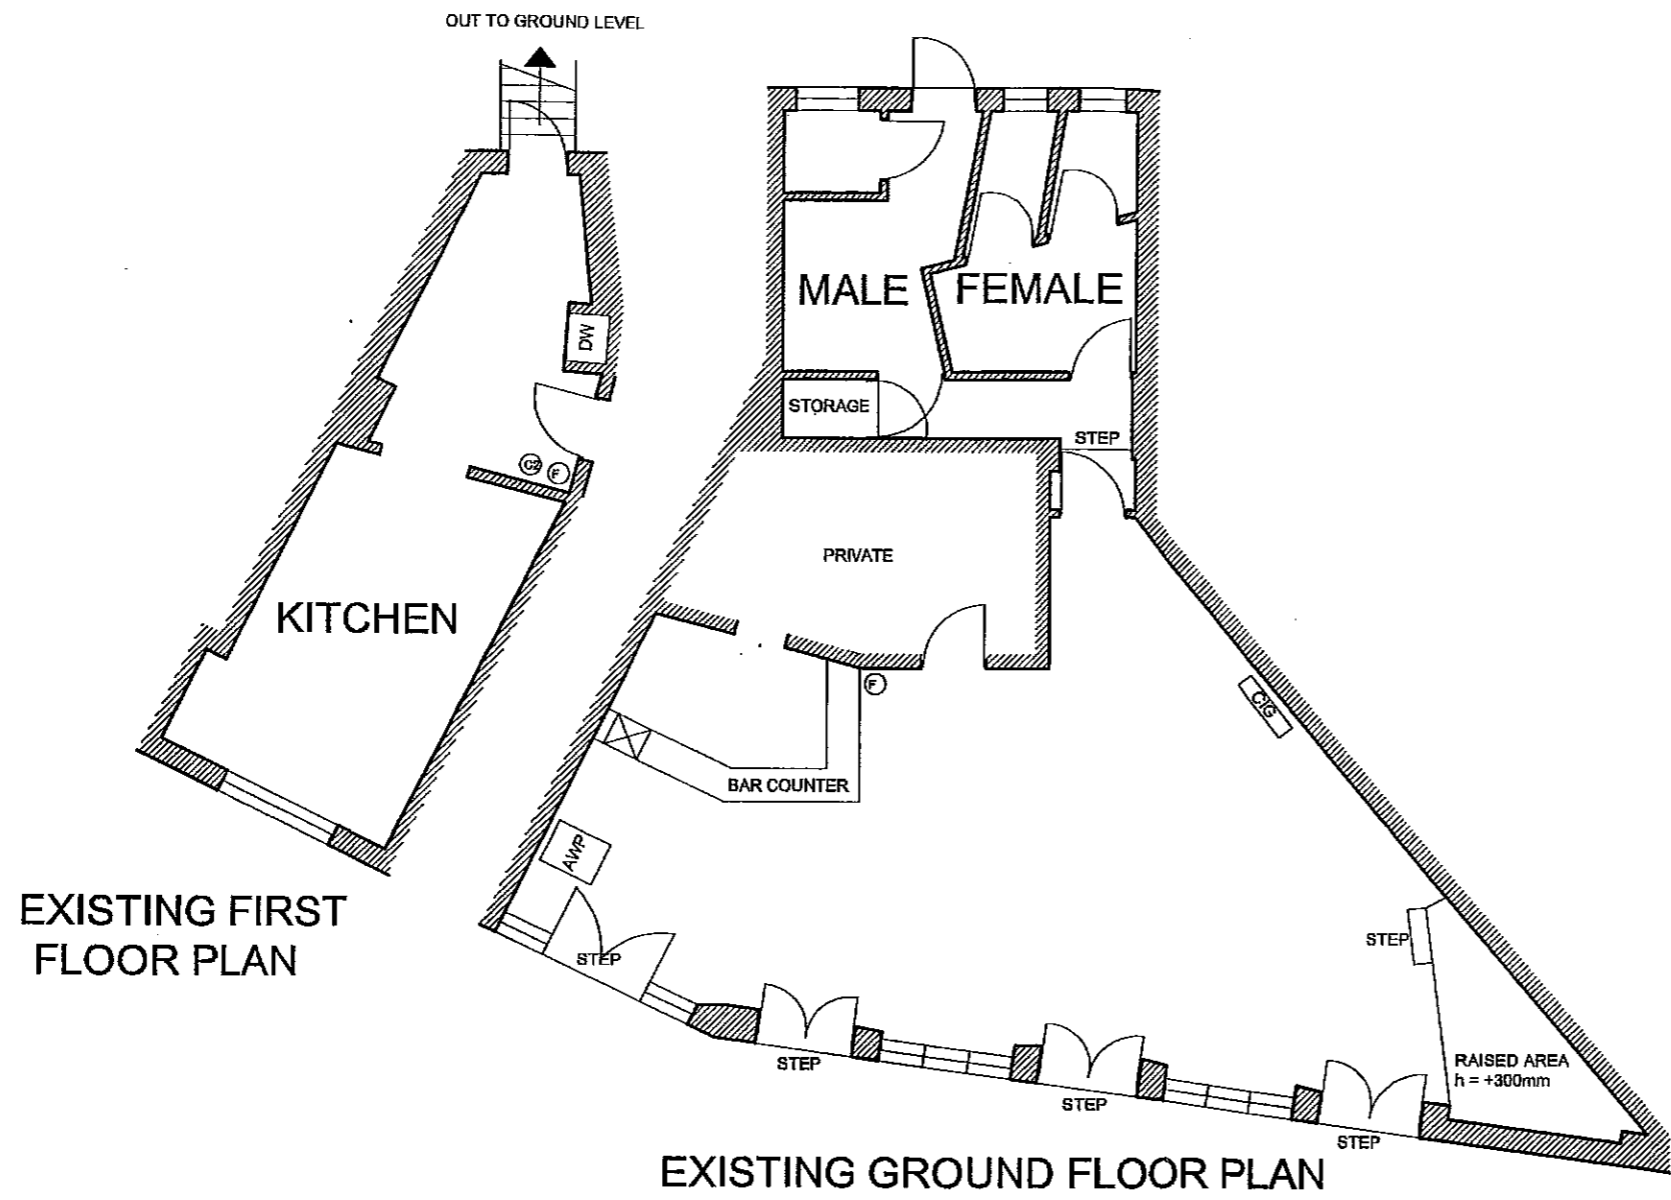 OUT TO GROUND LEVEL
MALE
FEMALE
DW
STORAGE
STEP
C2
F
PRIVATE
KITCHEN
F
CIG
BAR COUNTER
AWP
EXISTING FIRST
FLOOR PLAN
STEP
STEP
STEP
STEP
RAISED AREA
h = +300mm
STEP
EXISTING GROUND FLOOR PLAN